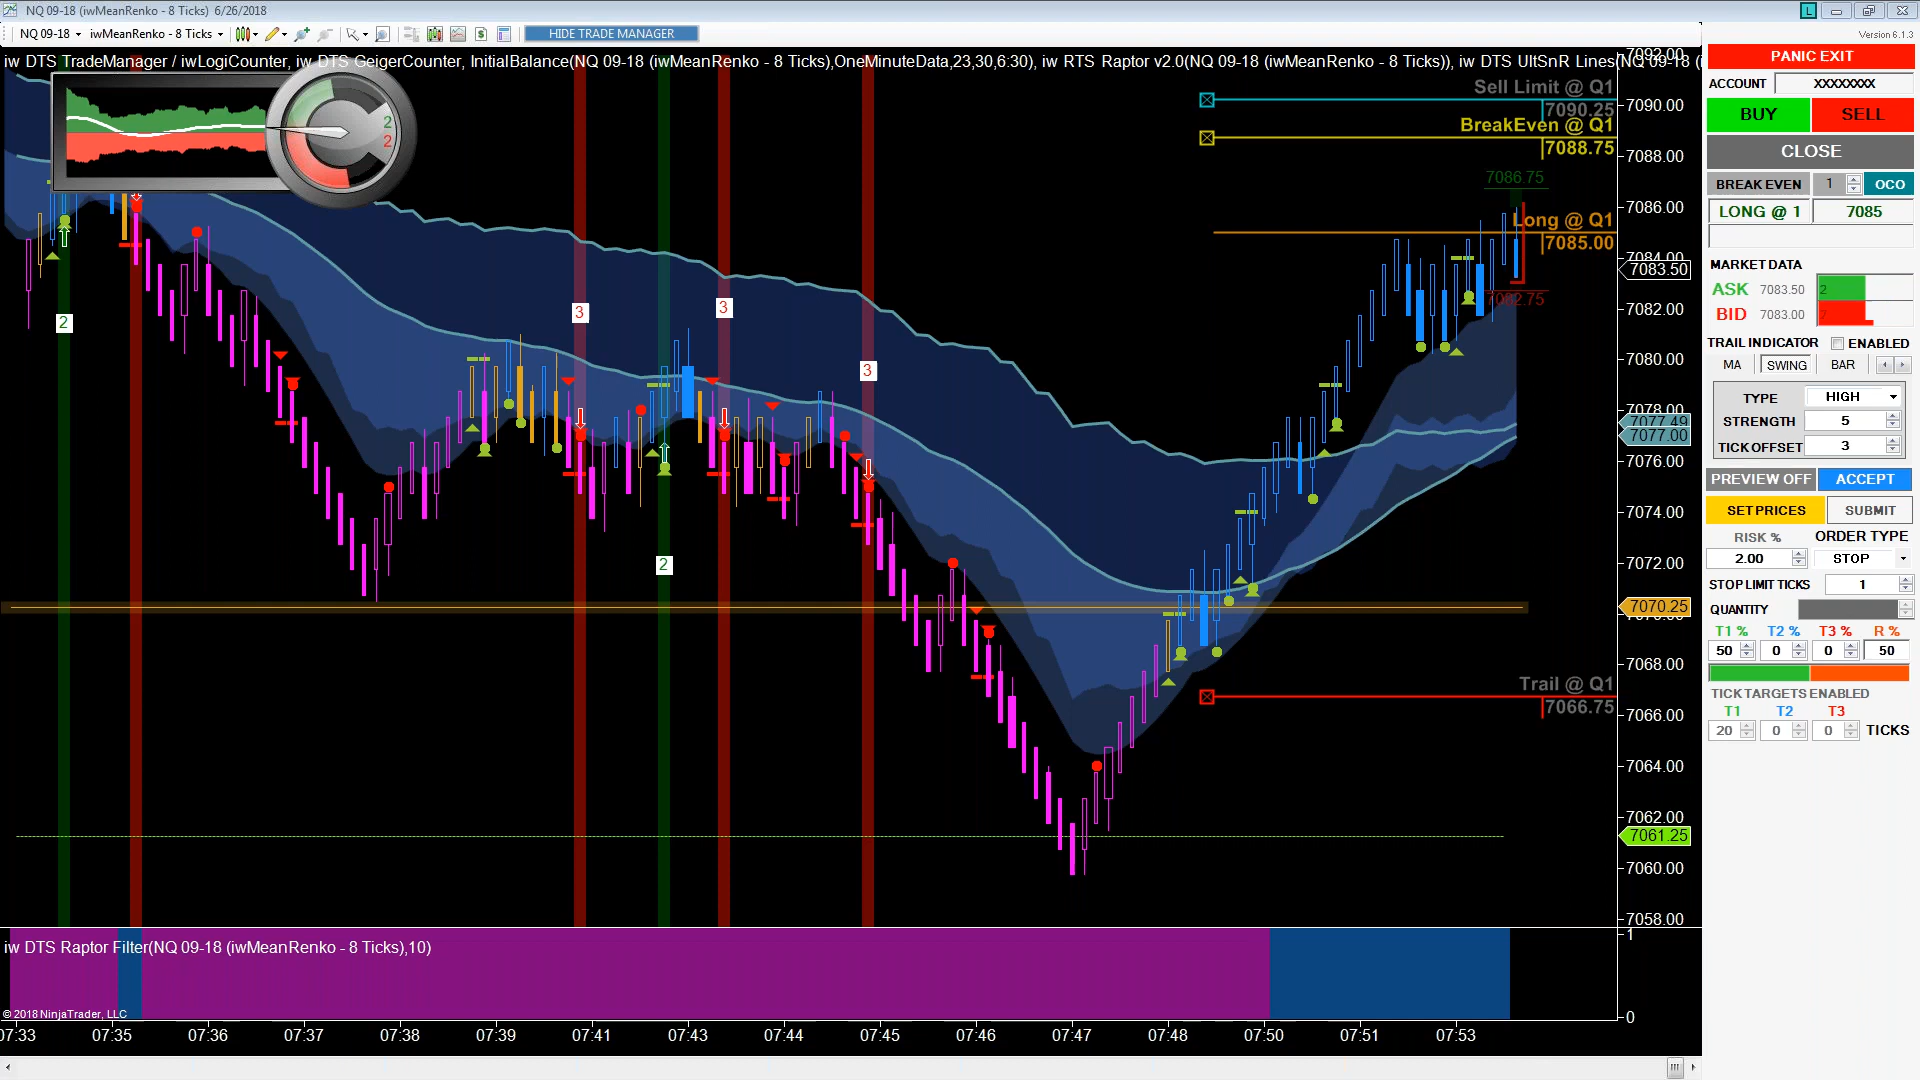 NQ 09-18 (iwMeanRenko - 8 Ticks) 6/26/2018
L
NQ 09-18 iwMeanRenko - 8 Ticks HIDE TRADE MANAGER
Version 6.1.3
iw DTS TradeManager / iwLogiCounter, iw DTS GeigerCounter, InitialBalance(NQ 09-18 (iwMeanRenko - 8 Ticks),OneMinuteData,23,30,6:30), iw RTS Raptor v2.0(NQ 09-18 (iwMeanRenko - 8 Ticks)), iw DTS UltSnR Lines(NQ 09-18 (i
2
2
2
3
2
3
3
Sell Limit @ Q1
7090.25
BreakEven @ Q1
7088.75
7086.75
Long @ Q1
7085.00
7082.75
Trail @ Q1
7066.75
7092.00
7090.00
7088.00
7086.00
7084.00
7083.50
7082.00
7080.00
7078.00
7077.49
7077.00
7076.00
7074.00
7072.00
7070.25
7068.00
7066.00
7064.00
7062.00
7061.25
7060.00
7058.00
iw DTS Raptor Filter(NQ 09-18 (iwMeanRenko - 8 Ticks),10)
1
0
© 2018 NinjaTrader, LLC
07:33 07:35 07:36 07:37 07:38 07:39 07:41 07:43 07:44 07:45 07:46 07:47 07:48 07:50 07:51 07:53
PANIC EXIT
ACCOUNT XXXXXXXX
BUY SELL
CLOSE
BREAK EVEN 1 OCO
LONG @ 1 7085
MARKET DATA
ASK 7083.50 2
BID 7083.00
TRAIL INDICATOR ENABLED
MA SWING BAR
TYPE HIGH
STRENGTH 5
TICK OFFSET 3
PREVIEW OFF ACCEPT
SET PRICES SUBMIT
RISK % ORDER TYPE
2.00 STOP
STOP LIMIT TICKS 1
QUANTITY
T1 % T2 % T3 % R %
50 0 0 50
TICK TARGETS ENABLED
T1 T2 T3
20 0 0 TICKS